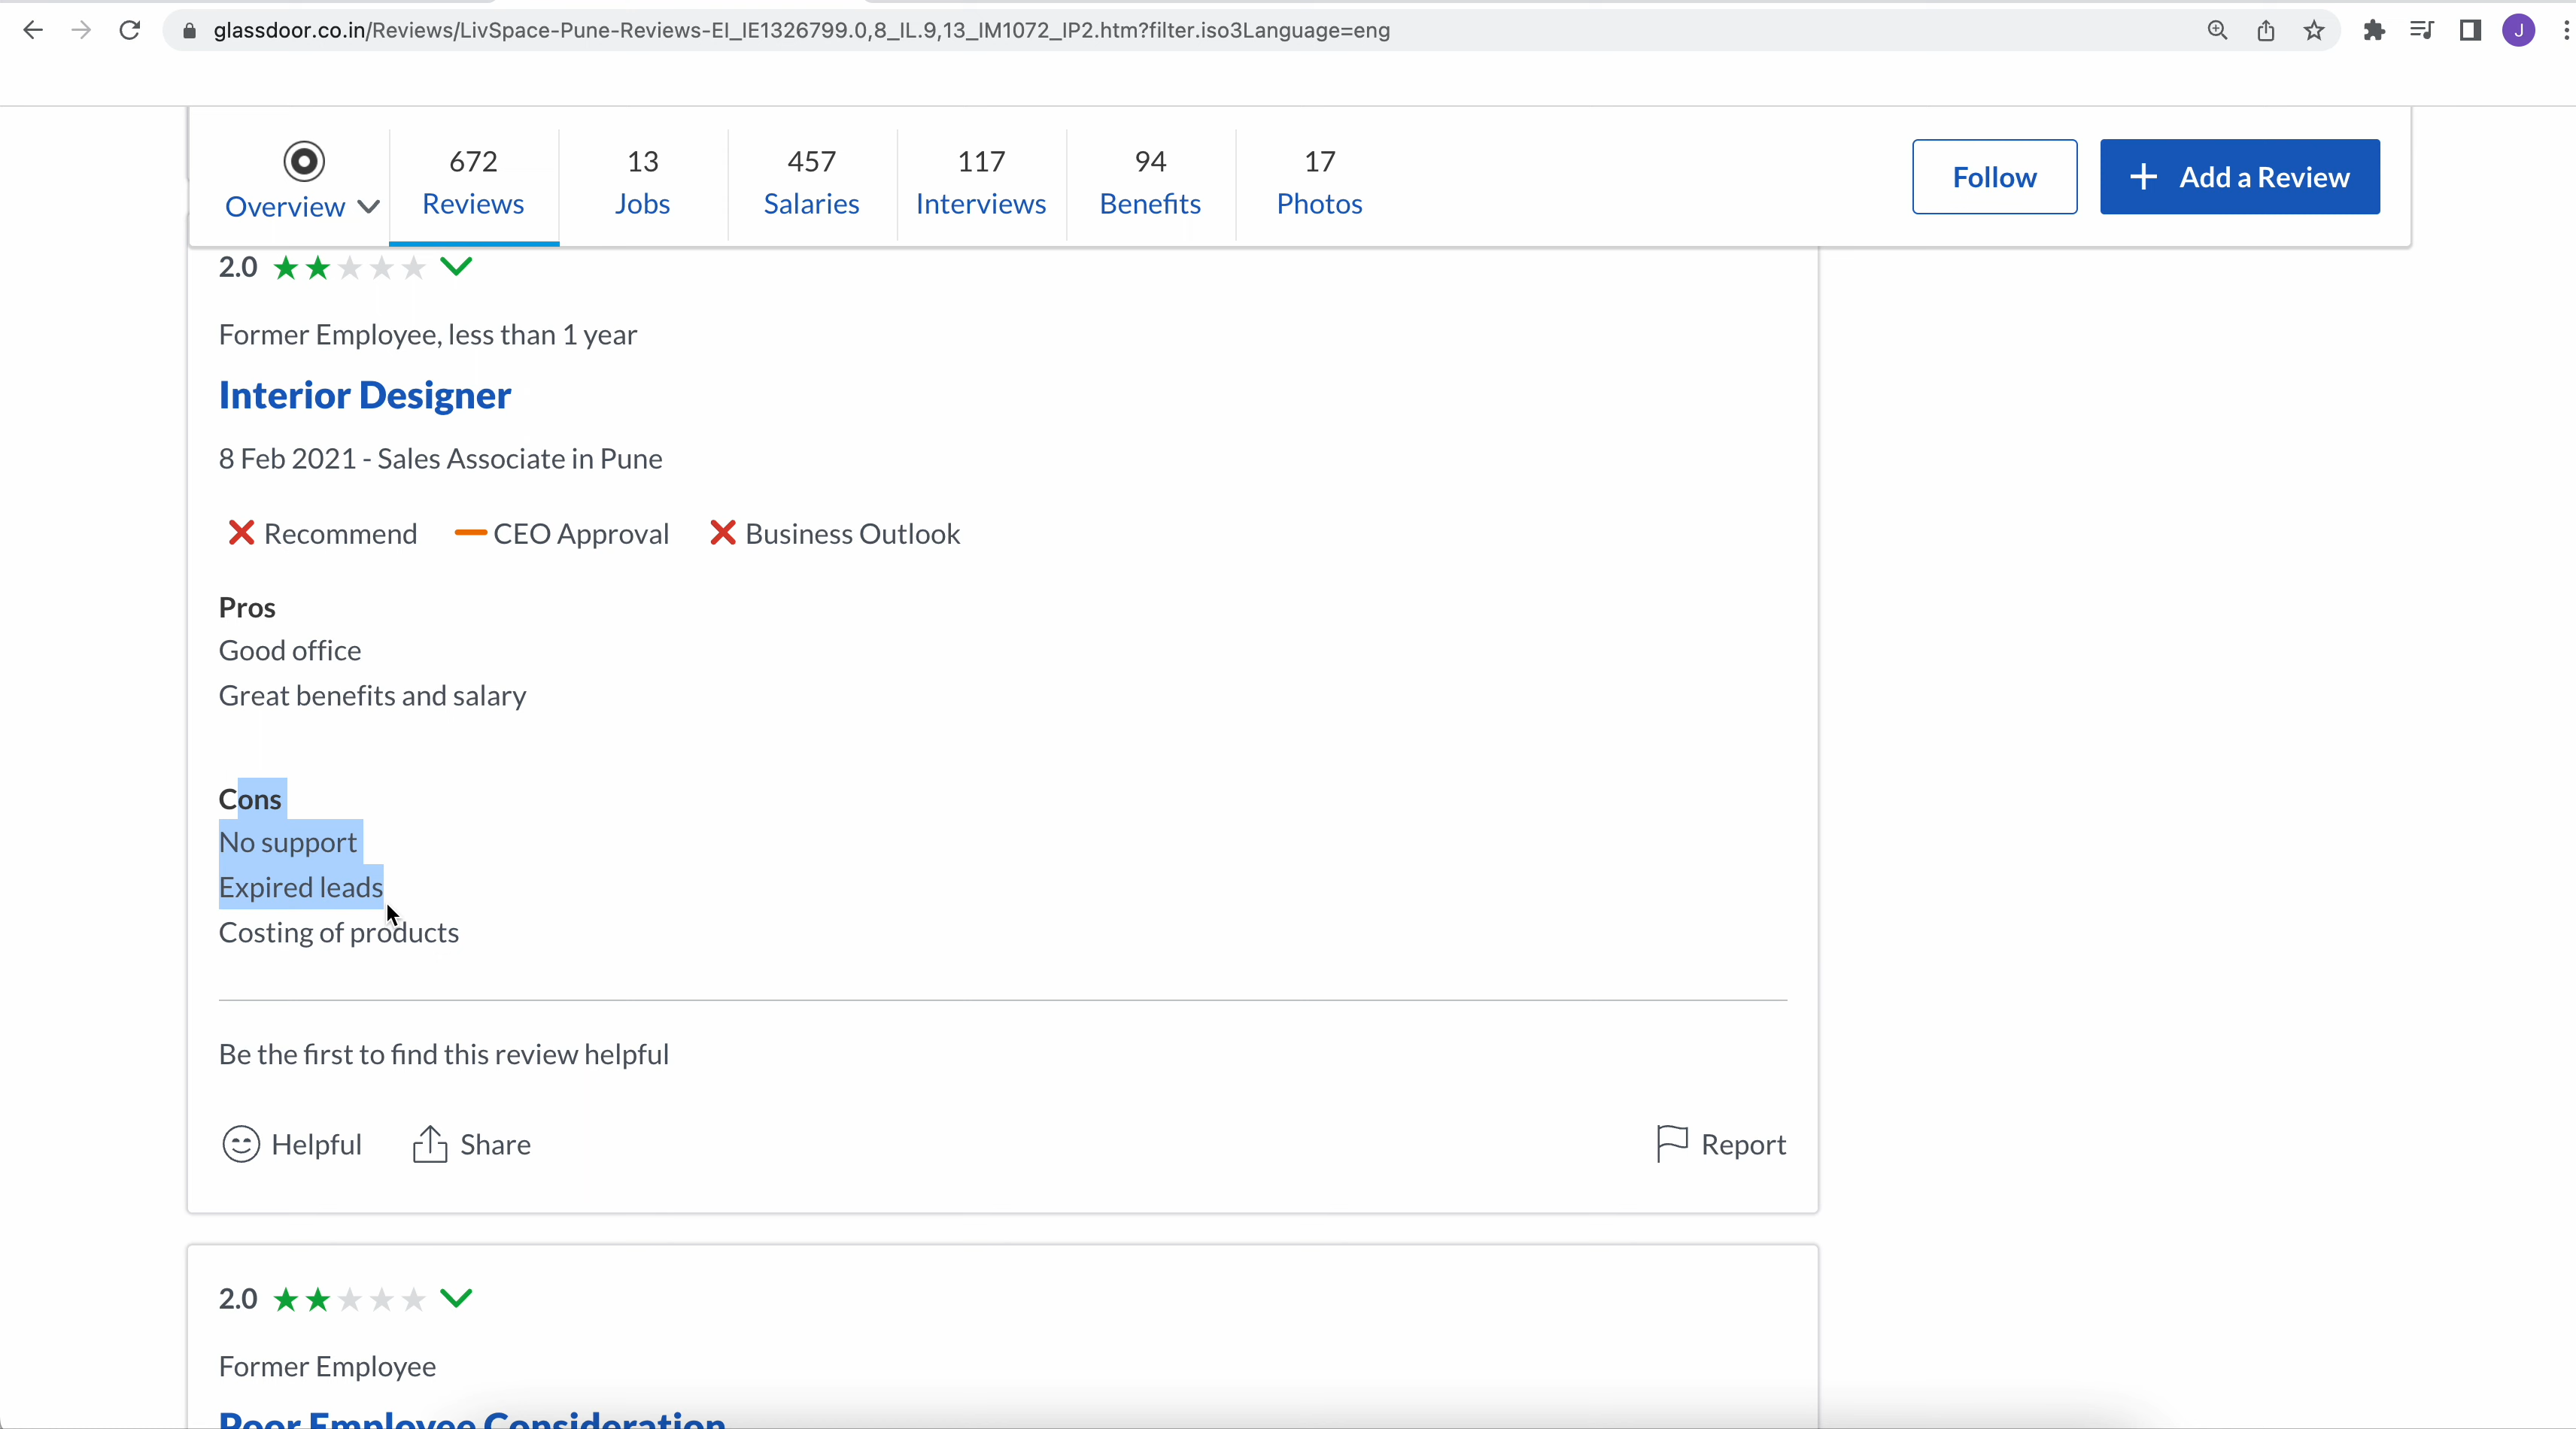 glassdoor.co.in/Reviews/LivSpace-Pune-Reviews-EI_IE1326799.0,8_IL.9,13_IM1072_IP2.htm?filter.iso3Language=eng
J
Overview
672 Reviews
13 Jobs
457 Salaries
117 Interviews
94 Benefits
17 Photos
Follow
+ Add a Review
2.0
Former Employee, less than 1 year
Interior Designer
8 Feb 2021 - Sales Associate in Pune
Recommend CEO Approval Business Outlook
Pros
Good office
Great benefits and salary
Cons
No support
Expired leads
Costing of products
Be the first to find this review helpful
Helpful Share Report
2.0
Former Employee
Poor Employee Consideration